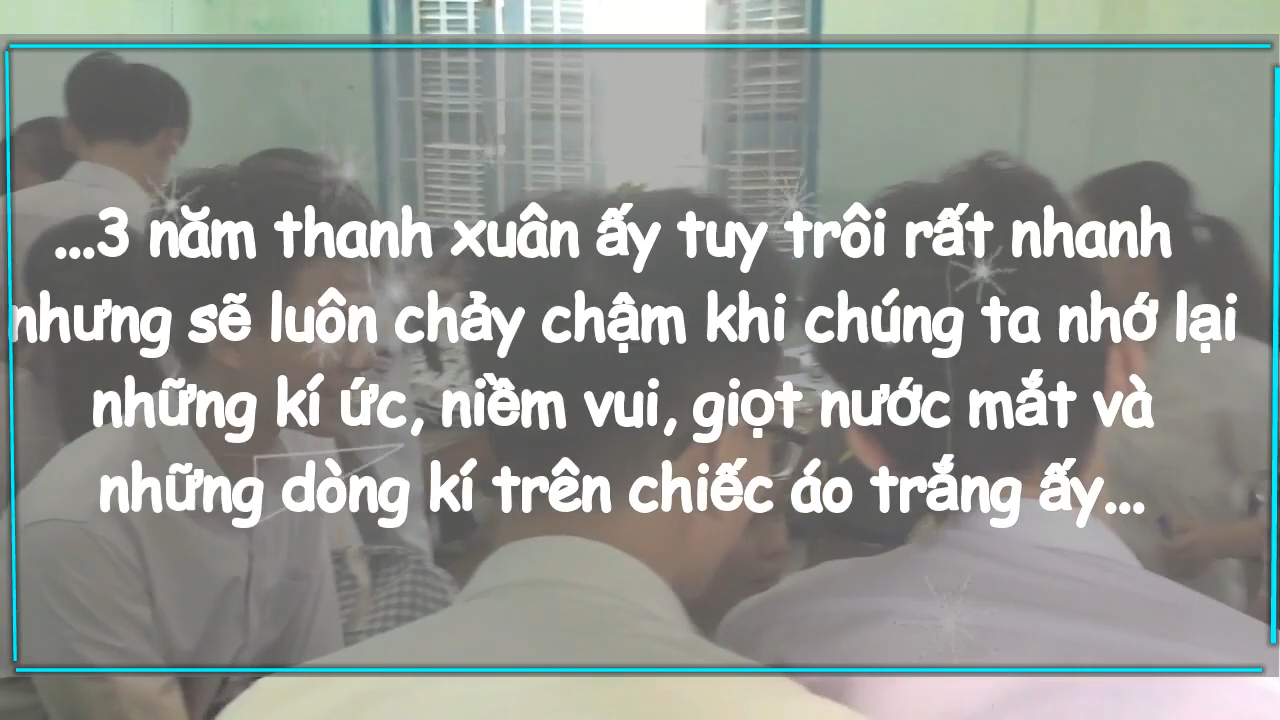 ...3 năm thanh xuân ấy tuy trôi rất nhanh
nhưng sẽ luôn chảy chậm khi chúng ta nhớ lại
những kí ức, niềm vui, giọt nước mắt và
những dòng kí trên chiếc áo trắng ấy...